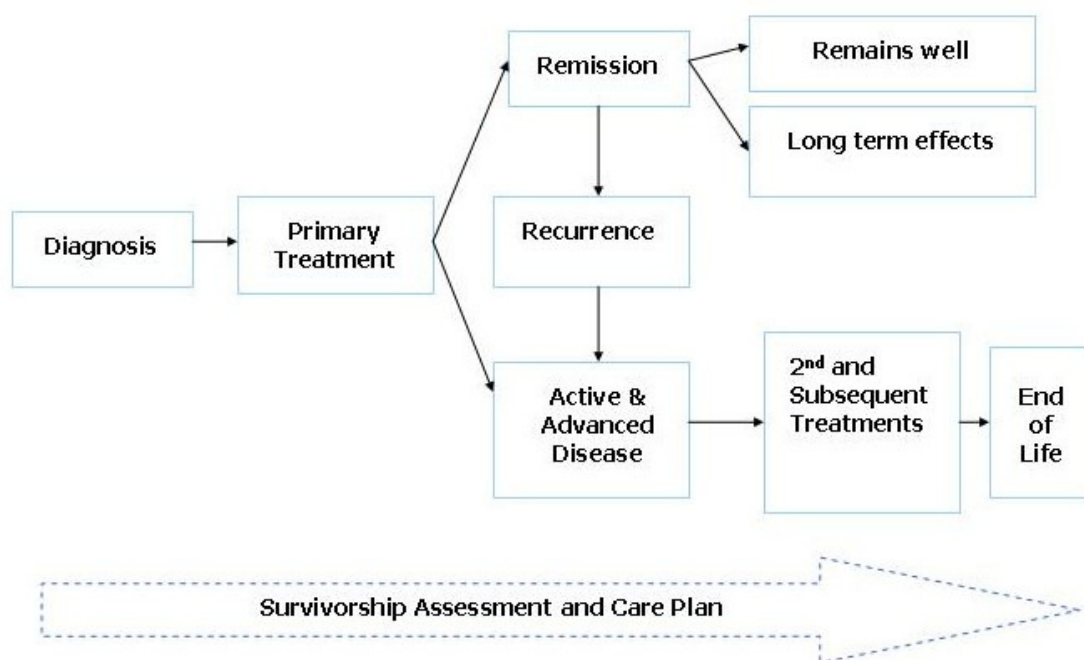 Remission
Remains well
Long term effects
Diagnosis
Primary
Treatment
Recurrence
Active &
Advanced
Disease
2nd and
Subsequent
Treatments
End
of
Life
Survivorship Assessment and Care Plan